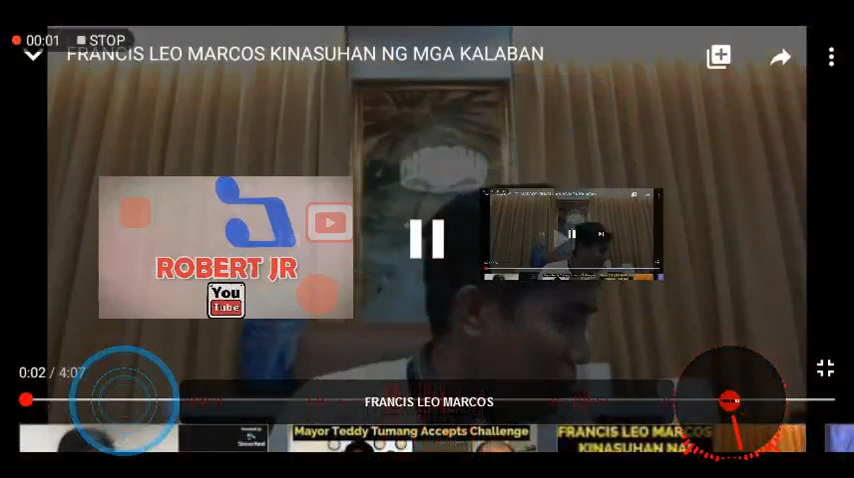 00:01 STOP
FRANCIS LEO MARCOS KINASUHAN NG MGA KALABAN
ROBERT JR
You
Tube
0:02 / 4:07
FRANCIS LEO MARCOS
Mayor Teddy Tumang Accepts Challenge
FRANCIS LEO MARCOS
KINASUHAN NA